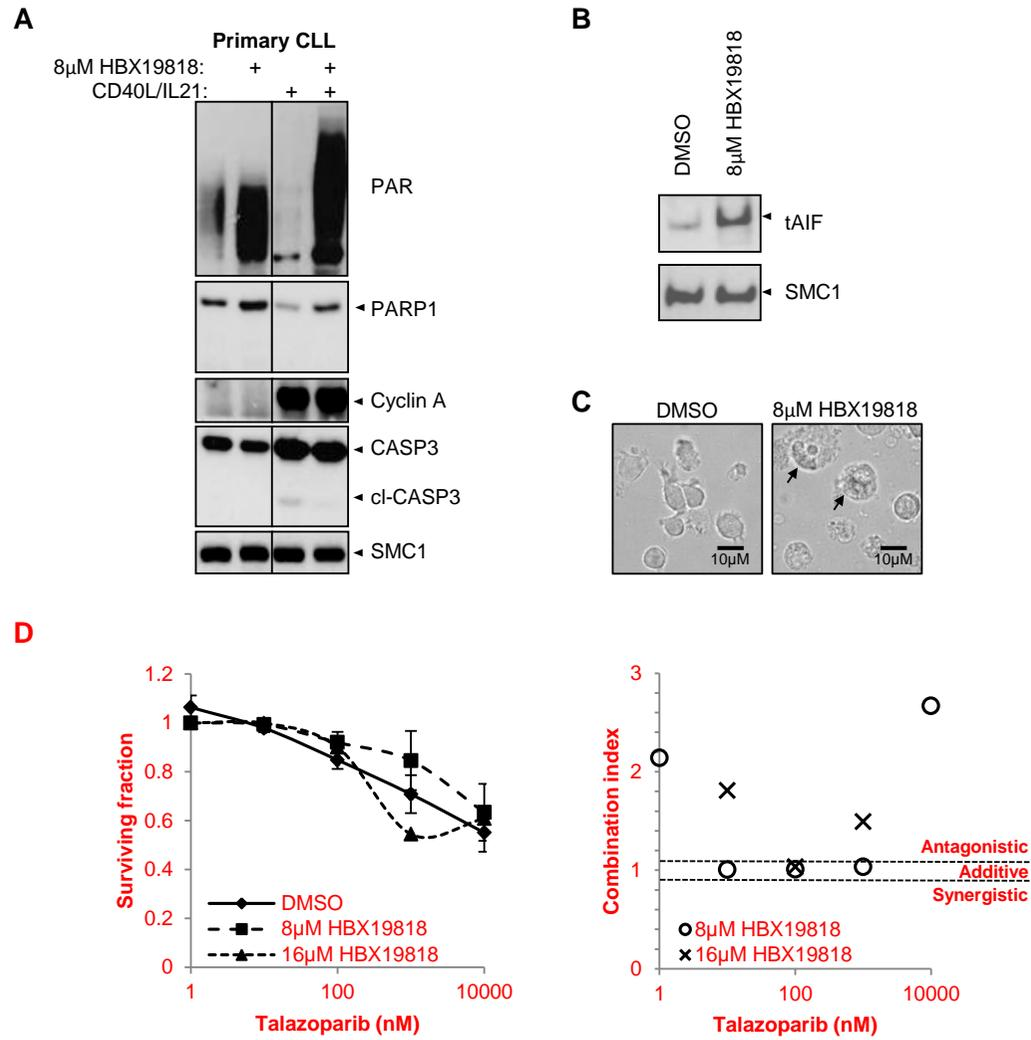 A
Primary CLL
8µM HBX19818: + +
CD40L/IL21: + +
PAR
PARP1
Cyclin A
CASP3
cl-CASP3
SMC1
B
DMSO
8µM HBX19818
tAIF
SMC1
C
DMSO
8µM HBX19818
10µM
10µM
D
1.2
1
0.8
0.6
0.4
0.2
0
Surviving fraction
DMSO
8µM HBX19818
16µM HBX19818
1
100
10000
Talazoparib (nM)
3
2
1
0
Combination index
Antagonistic
Additive
Synergistic
8µM HBX19818
16µM HBX19818
1
100
10000
Talazoparib (nM)